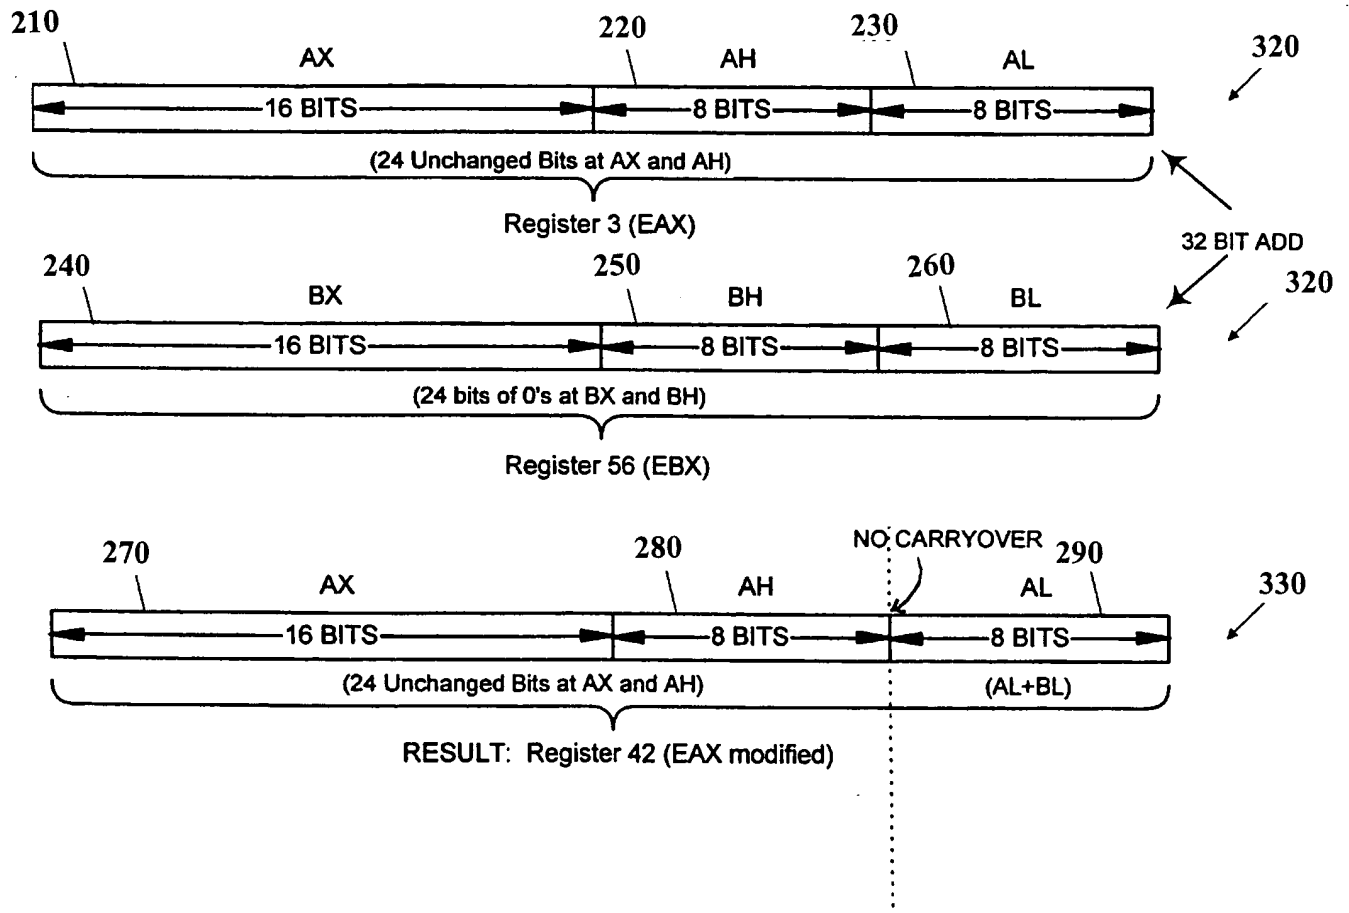 210 220 230
AX AH AL 320
16 BITS 8 BITS 8 BITS
(24 Unchanged Bits at AX and AH)
Register 3 (EAX)
32 BIT ADD
240 250 260
BX BH BL 320
16 BITS 8 BITS 8 BITS
(24 bits of 0's at BX and BH)
Register 56 (EBX)
NO CARRYOVER
270 280 290
AX AH AL 330
16 BITS 8 BITS 8 BITS
(24 Unchanged Bits at AX and AH) (AL+BL)
RESULT: Register 42 (EAX modified)